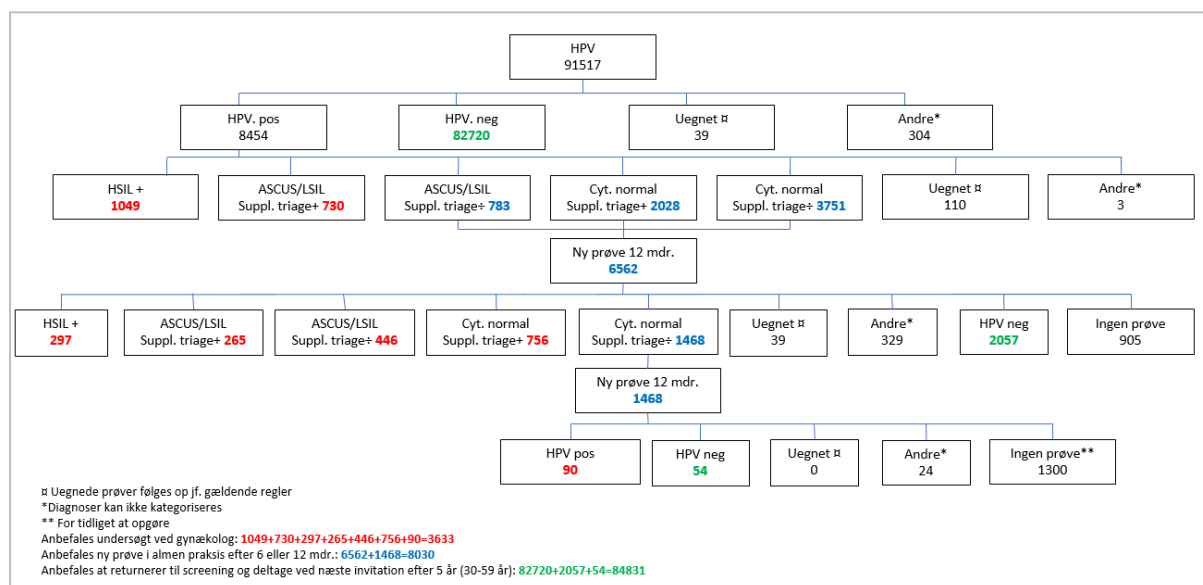 HPV
91517
HPV. pos
8454
HPV. neg
82720
Uegnet ¤
39
Andre*
304
HSIL +
1049
ASCUS/LSIL
Suppl. triage+ 730
ASCUS/LSIL
Suppl. triage÷ 783
Cyt. normal
Suppl. triage+ 2028
Cyt. normal
Suppl. triage÷ 3751
Uegnet ¤
110
Andre*
3
Ny prøve 12 mdr.
6562
HSIL +
297
ASCUS/LSIL
Suppl. triage+ 265
ASCUS/LSIL
Suppl. triage÷ 446
Cyt. normal
Suppl. triage+ 756
Cyt. normal
Suppl. triage÷ 1468
Uegnet ¤
39
Andre*
329
HPV neg
2057
Ingen prøve
905
Ny prøve 12 mdr.
1468
HPV pos
90
HPV neg
54
Uegnet ¤
0
Andre*
24
Ingen prøve**
1300
¤ Uegnede prøver følges op jf. gældende regler
*Diagnoser kan ikke kategoriseres
** For tidliget at opgøre
Anbefales undersøgt ved gynækolog: 1049+730+297+265+446+756+90=3633
Anbefales ny prøve i almen praksis efter 6 eller 12 mdr.: 6562+1468=8030
Anbefales at returnerer til screening og deltage ved næste invitation efter 5 år (30-59 år): 82720+2057+54=84831